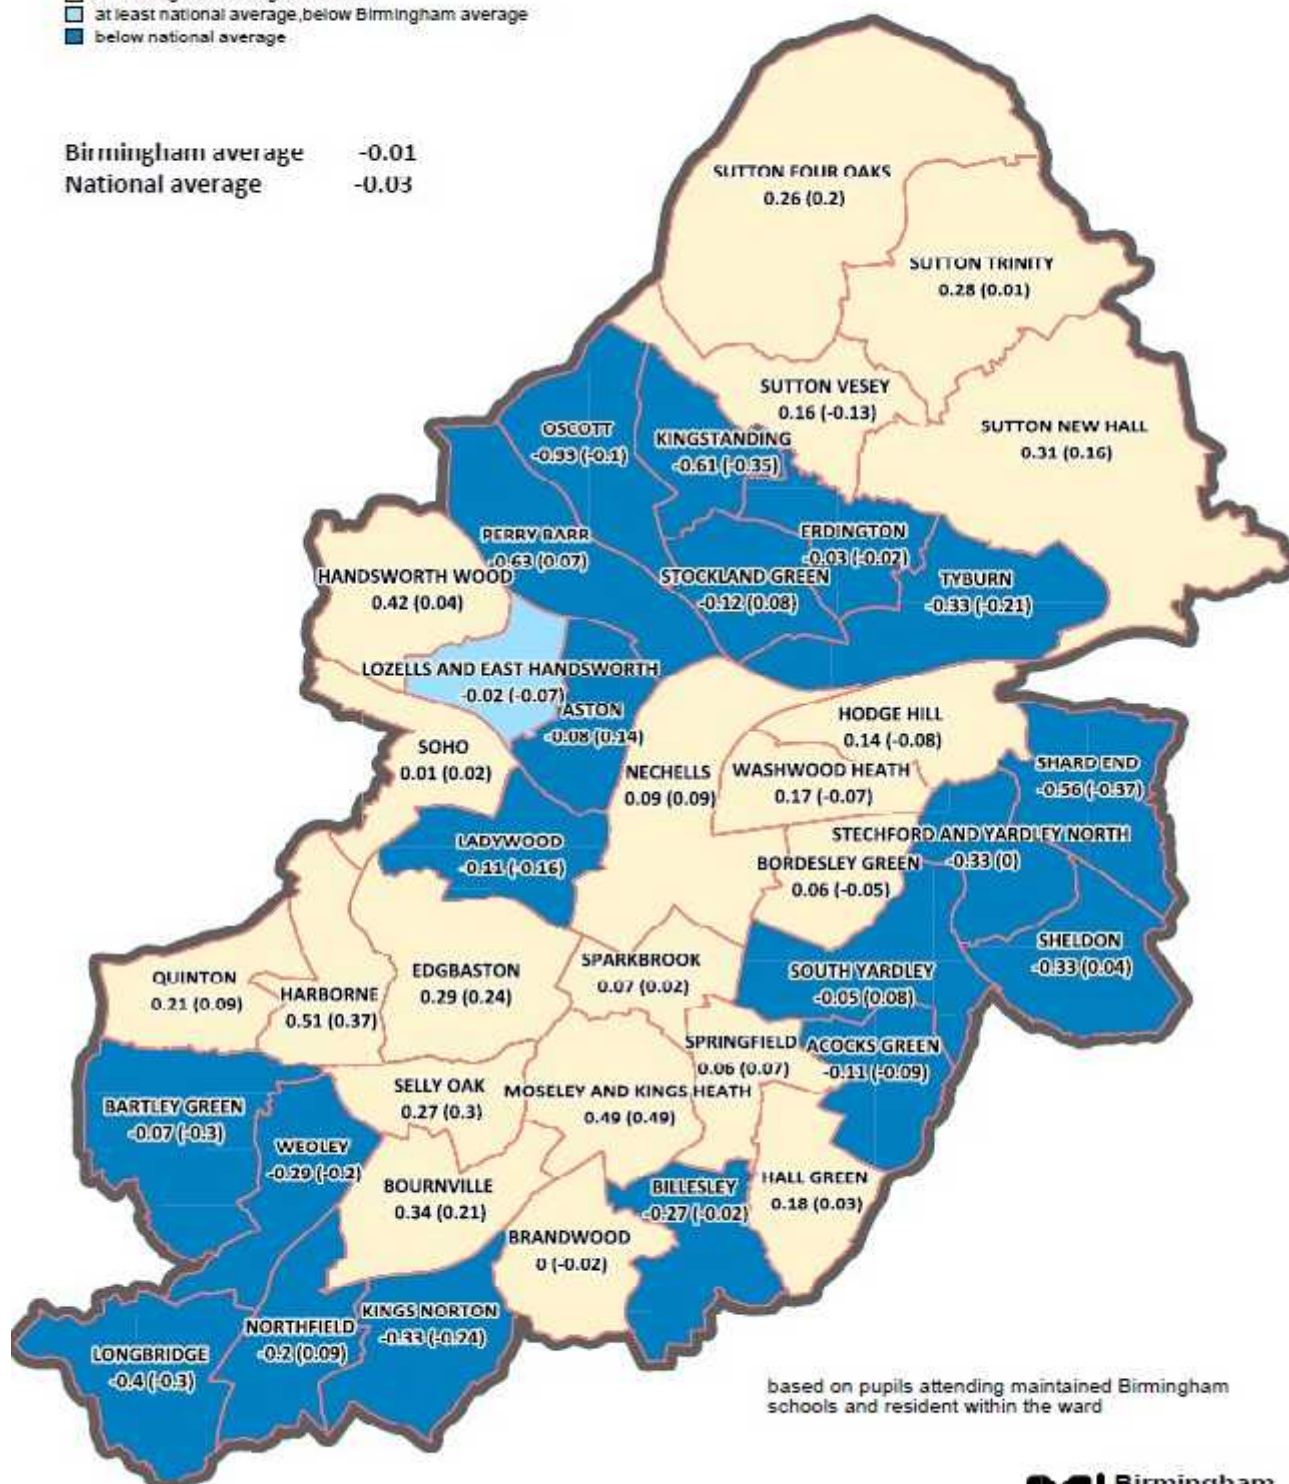 at least national average,below Birmingham average
below national average
Birmingham average -0.01
National average -0.03
SUTTON FOUR OAKS
0.26 (0.2)
SUTTON TRINITY
0.28 (0.01)
SUTTON VESEY
0.16 (-0.13)
SUTTON NEW HALL
0.31 (0.16)
OSCOTT
-0.33 (-0.1)
KINGSTANDING
-0.61 (-0.35)
PERRY BARR
-0.63 (0.07)
ERDINGTON
-0.03 (-0.02)
HANDSWORTH WOOD
0.42 (0.04)
STOCKLAND GREEN
-0.12 (0.08)
TYBURN
-0.33 (-0.21)
LOZELLS AND EAST HANDSWORTH
-0.02 (-0.07)
ASTON
-0.08 (0.14)
HODGE HILL
0.14 (-0.08)
SOHO
0.01 (0.02)
NECHELLS
0.09 (0.09)
WASHWOOD HEATH
0.17 (-0.07)
SHARD END
-0.56 (-0.37)
LADYWOOD
-0.11 (-0.16)
STECHFORD AND YARDLEY NORTH
-0.33 (0)
BORDESLEY GREEN
0.06 (-0.05)
SHELDON
-0.33 (0.04)
QUINTON
0.21 (0.09)
HARBORNE
0.51 (0.37)
EDGBASTON
0.29 (0.24)
SPARKBROOK
0.07 (0.02)
SOUTH YARDLEY
-0.05 (0.08)
SPRINGFIELD
0.06 (0.07)
ACOCKS GREEN
-0.11 (-0.09)
SELLY OAK
0.27 (0.3)
MOSELEY AND KINGS HEATH
0.49 (0.49)
BARTLEY GREEN
-0.07 (-0.3)
WEOLEY
-0.29 (-0.2)
BOURNVILLE
0.34 (0.21)
BILLESLEY
-0.27 (-0.02)
HALL GREEN
0.18 (0.03)
BRANDWOOD
0 (-0.02)
KINGS NORTON
-0.33 (-0.24)
NORTHFIELD
-0.2 (0.09)
LONGBRIDGE
-0.4 (-0.3)
based on pupils attending maintained Birmingham
schools and resident within the ward
Birmingham